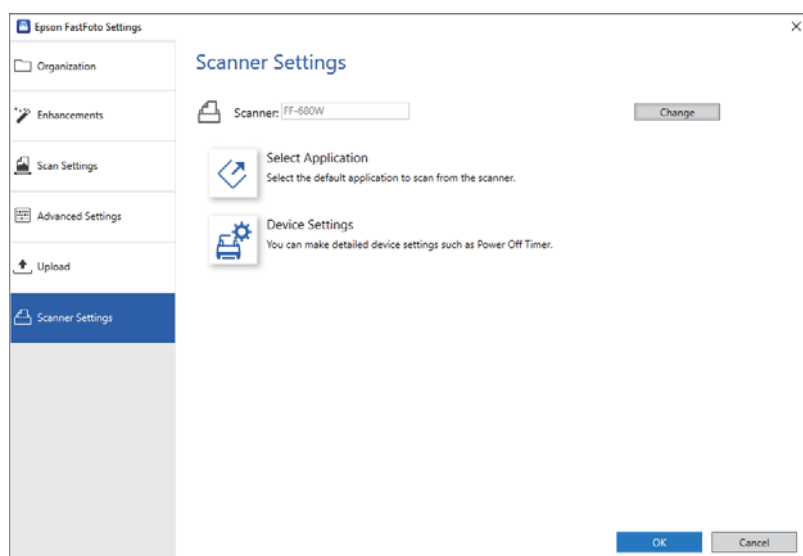 Epson FastFoto Settings
Organization
Enhancements
Scan Settings
Advanced Settings
Upload
Scanner Settings
Scanner Settings
Scanner: FF-680W
Change
Select Application
Select the default application to scan from the scanner.
Device Settings
You can make detailed device settings such as Power Off Timer.
OK
Cancel